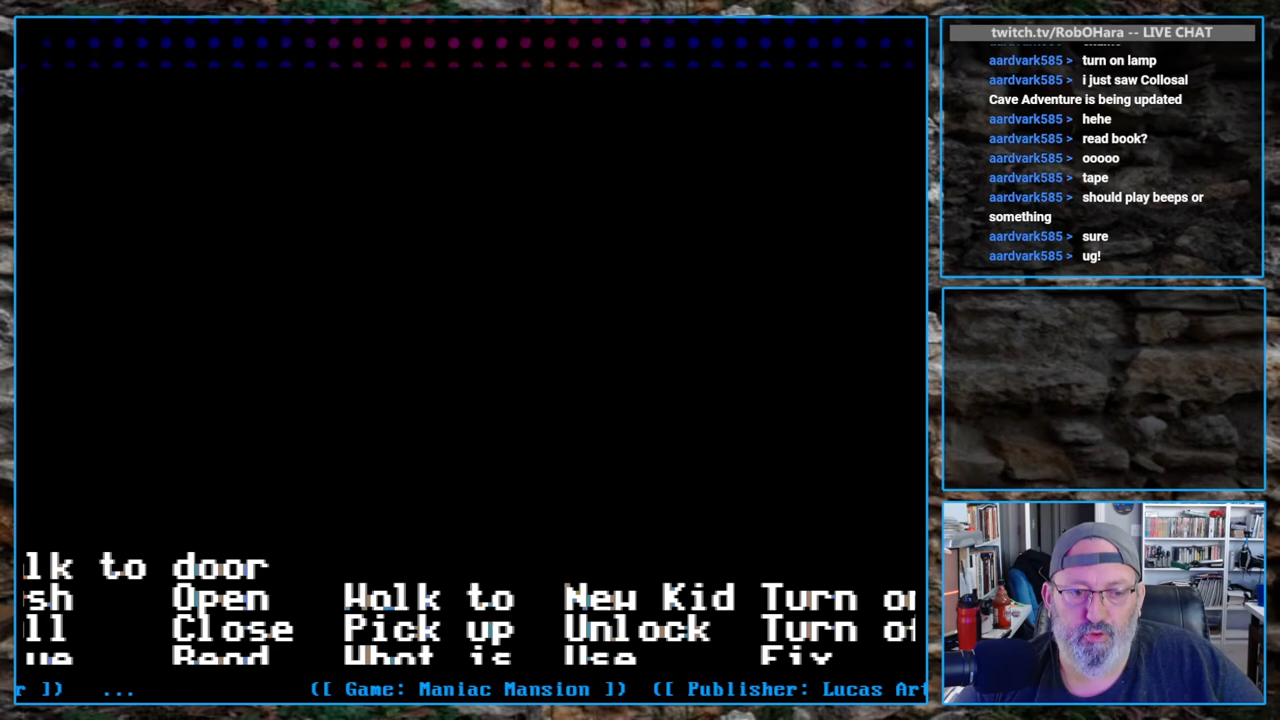 twitch.tv/RobOHara -- LIVE CHAT
aardvark585 > turn on lamp
aardvark585 > i just saw Collosal
Cave Adventure is being updated
aardvark585 > hehe
aardvark585 > read book?
aardvark585 > ooooo
aardvark585 > tape
aardvark585 > should play beeps or
something
aardvark585 > sure
aardvark585 > ug!
lk to door
sh Open Walk to New Kid Turn on
ll Close Pick up Unlock Turn of
ve Read What is Use Fix
r ]) ... ([ Game: Maniac Mansion ]) ([ Publisher: Lucas Ar